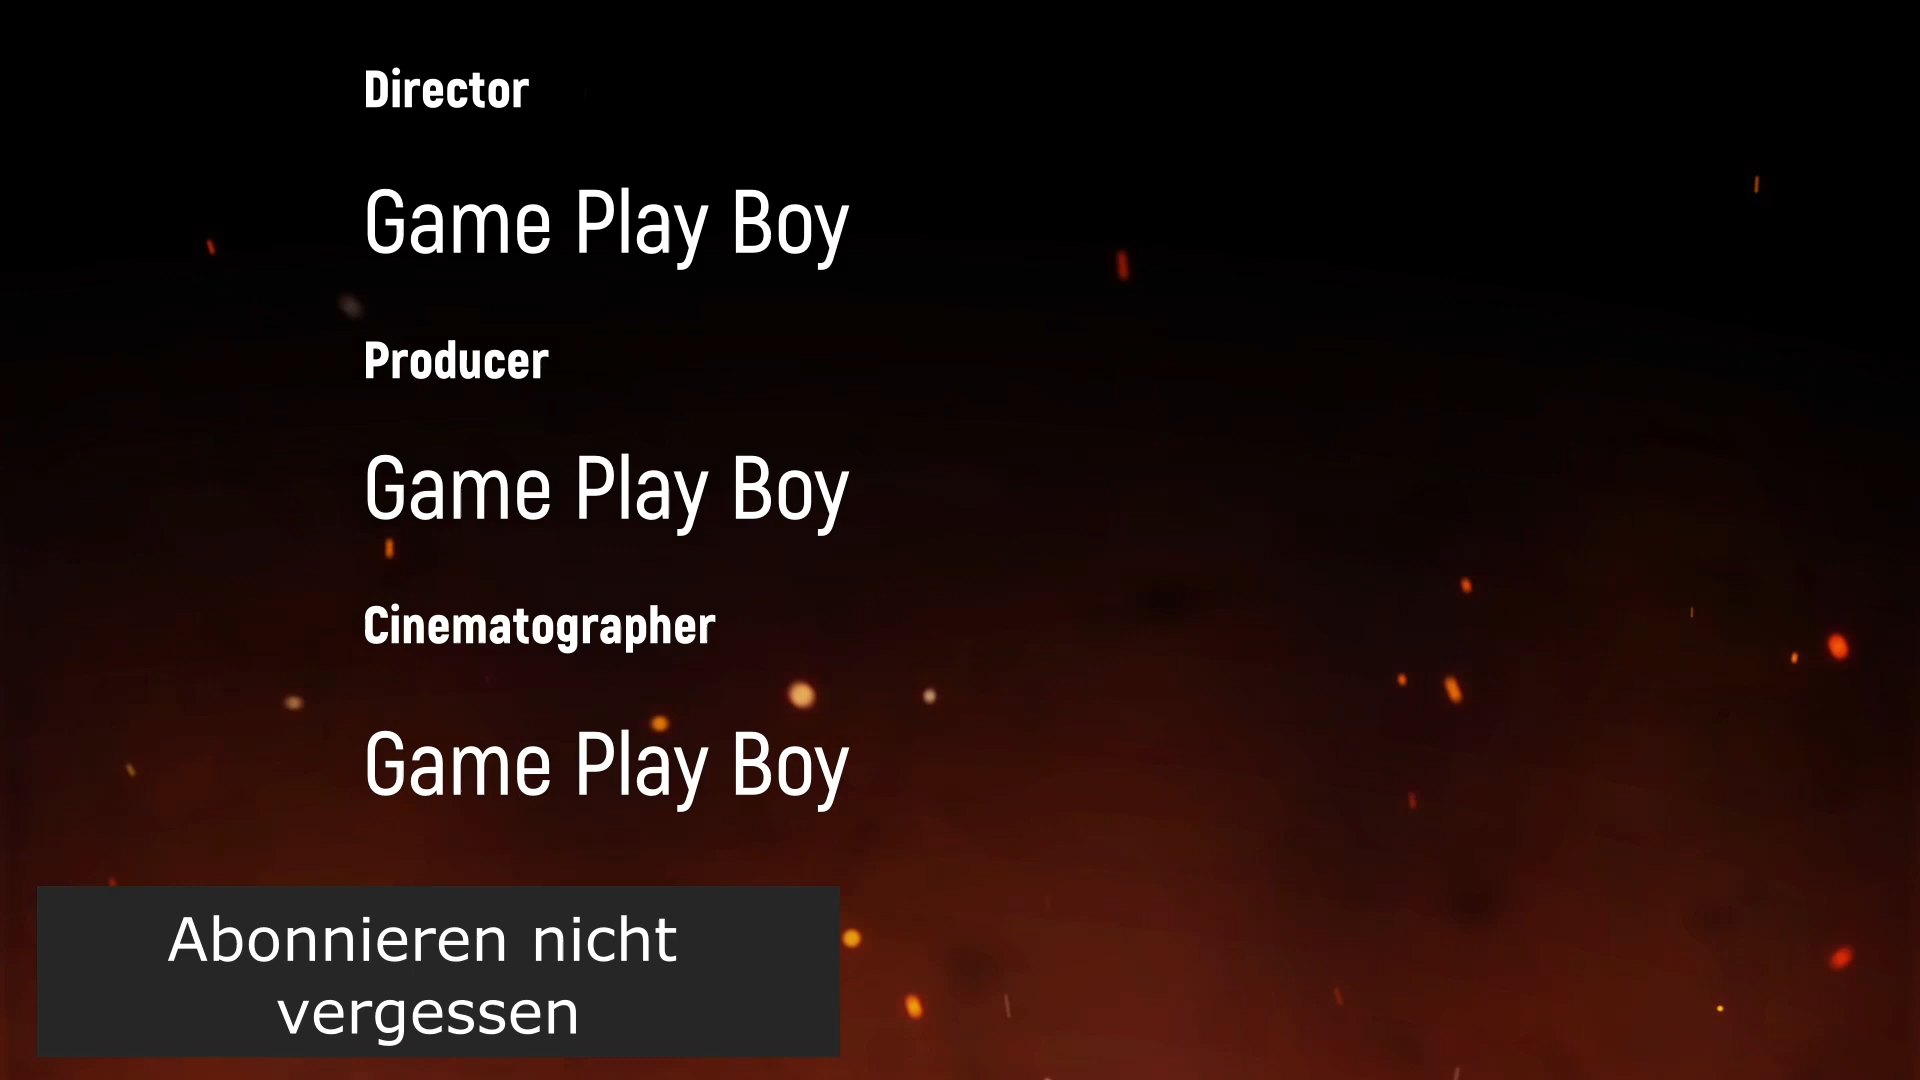 Director
Game Play Boy
Producer
Game Play Boy
Cinematographer
Game Play Boy
Abonnieren nicht
vergessen